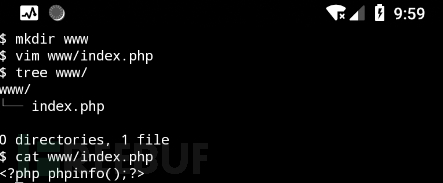 9:59
$ mkdir www
$ vim www/index.php
$ tree www/
www/
└── index.php
0 directories, 1 file
$ cat www/index.php
<?php phpinfo();?>